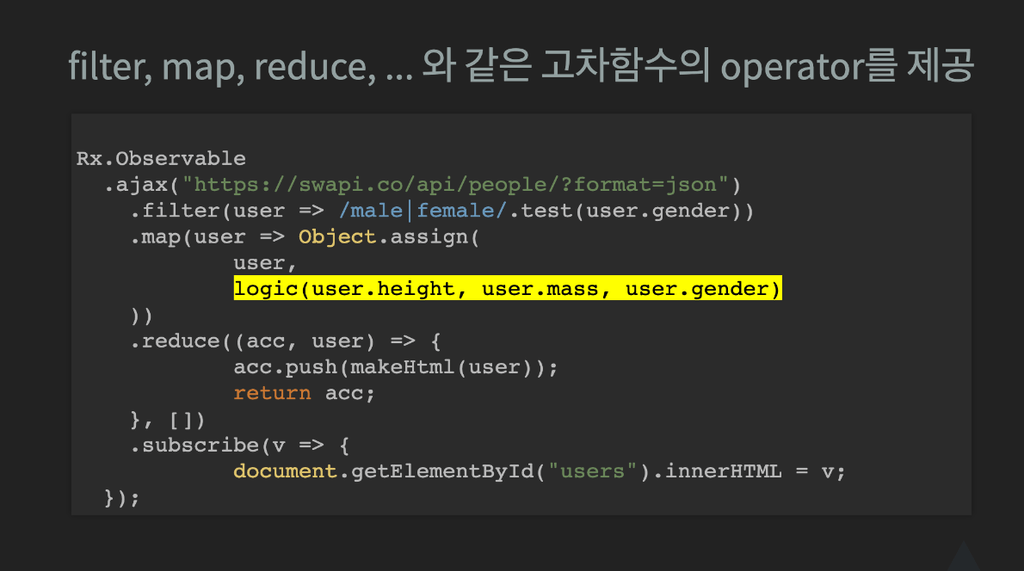 filter, map, reduce, ... 와 같은 고차함수의 operator를 제공
Rx.Observable
.ajax("https://swapi.co/api/people/?format=json")
.filter(user => /male|female/.test(user.gender))
.map(user => Object.assign(
user,
logic(user.height, user.mass, user.gender)
))
.reduce((acc, user) => {
acc.push(makeHtml(user));
return acc;
}, [])
.subscribe(v => {
document.getElementById("users").innerHTML = v;
});